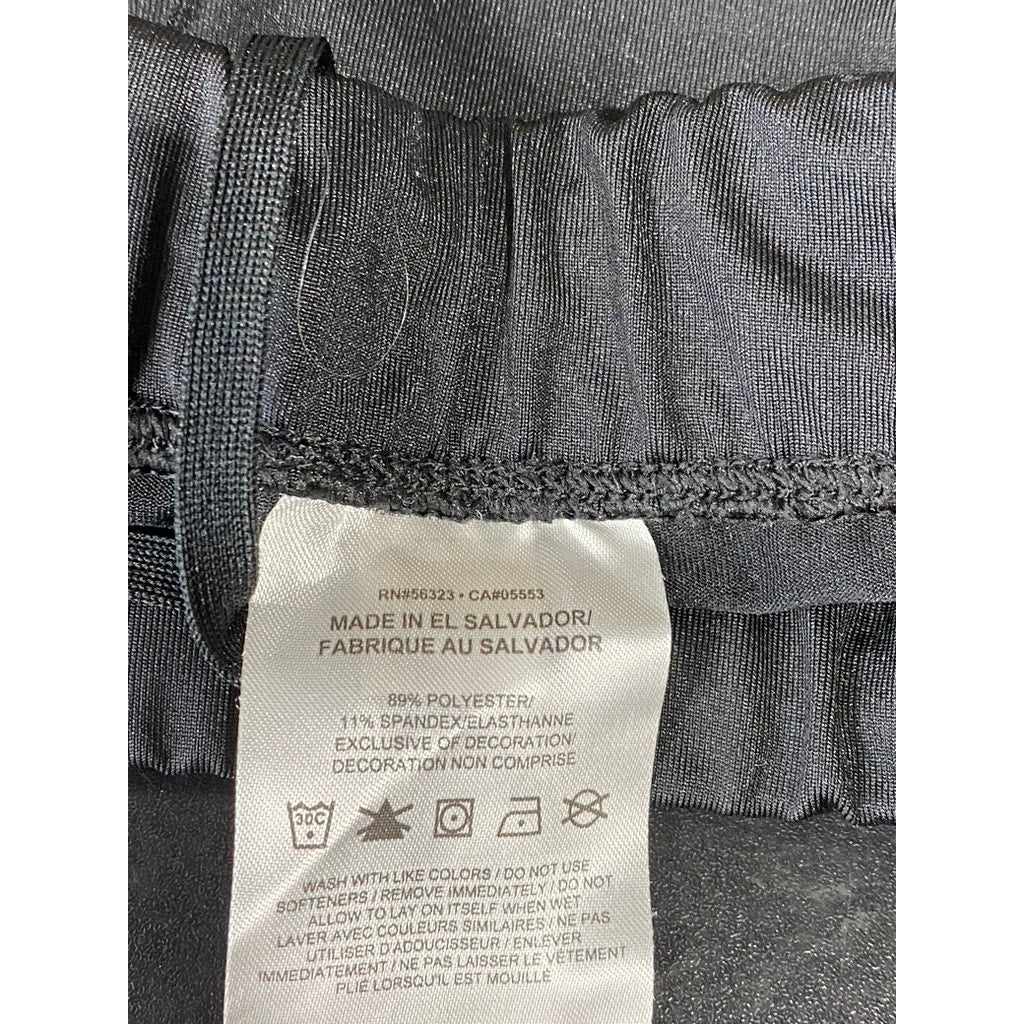 RN#56323 • CA#05553
MADE IN EL SALVADOR/
FABRIQUE AU SALVADOR
89% POLYESTER/
11% SPANDEX/ELASTHANNE
EXCLUSIVE OF DECORATION/
DECORATION NON COMPRISE
30C
WASH WITH LIKE COLORS / DO NOT USE
SOFTENERS / REMOVE IMMEDIATELY / DO NOT
ALLOW TO LAY ON ITSELF WHEN WET
LAVER AVEC COULEURS SIMILAIRES / NE PAS
UTILISER D'ADOUCISSEUR / ENLEVER
IMMEDIATEMENT / NE PAS LAISSER LE VÊTEMENT
PLIÉ LORSQU'IL EST MOUILLÉ